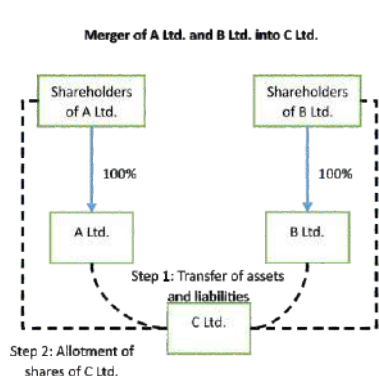 Merger of A Ltd. and B Ltd. into C Ltd.
Shareholders
of A Ltd.
Shareholders
of B Ltd.
100%
100%
A Ltd.
B Ltd.
Step 1: Transfer of assets
and liabilities
C Ltd.
Step 2: Allotment of
shares of C Ltd.